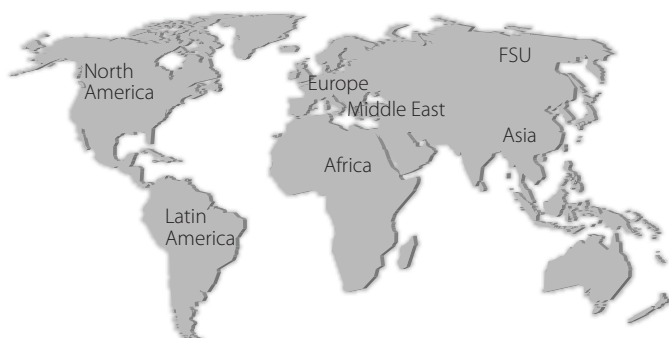 North
America
Europe
Middle East
FSU
Asia
Africa
Latin
America